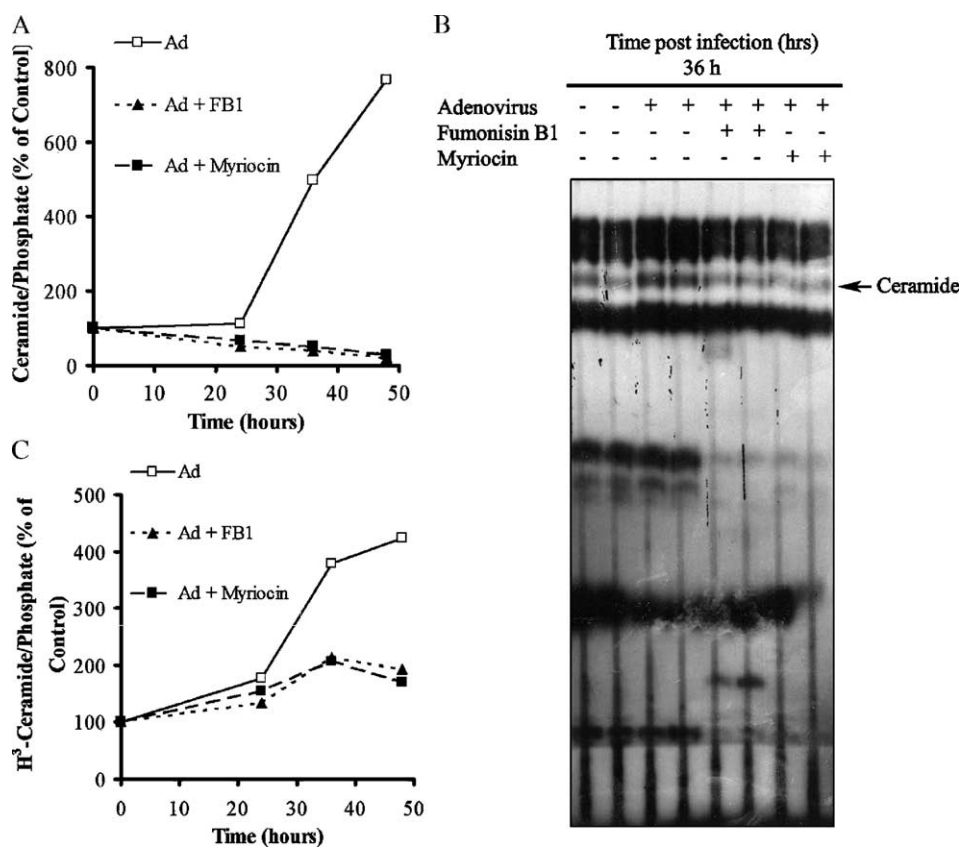 A
Ad
Ad + FB1
Ad + Myriocin
Ceramide/Phosphate (% of Control)
800
600
400
200
0
0 10 20 30 40 50
Time (hours)
B
Time post infection (hrs)
36 h
Adenovirus - - + + + + + +
Fumonisin B1 - - - - + + - -
Myriocin - - - - - - + +
Ceramide
C
Ad
Ad + FB1
Ad + Myriocin
H³-Ceramide/Phosphate (% of
Control)
500
400
300
200
100
0
0 10 20 30 40 50
Time (hours)